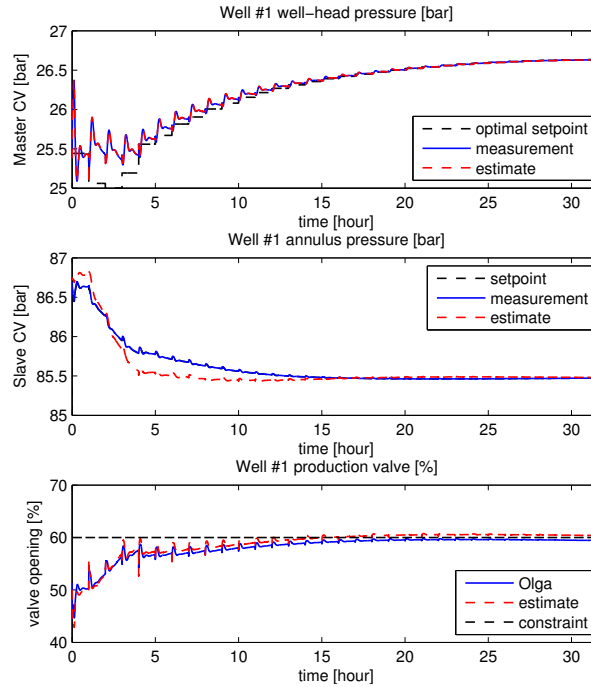 Well #1 well-head pressure [bar]
27
26.5
26
25.5
25
Master CV [bar]
optimal setpoint
measurement
estimate
0 5 10 15 20 25 30
time [hour]
Well #1 annulus pressure [bar]
87
86.5
86
85.5
85
Slave CV [bar]
setpoint
measurement
estimate
0 5 10 15 20 25 30
time [hour]
Well #1 production valve [%]
70
60
50
40
valve opening [%]
Olga
estimate
constraint
0 5 10 15 20 25 30
time [hour]